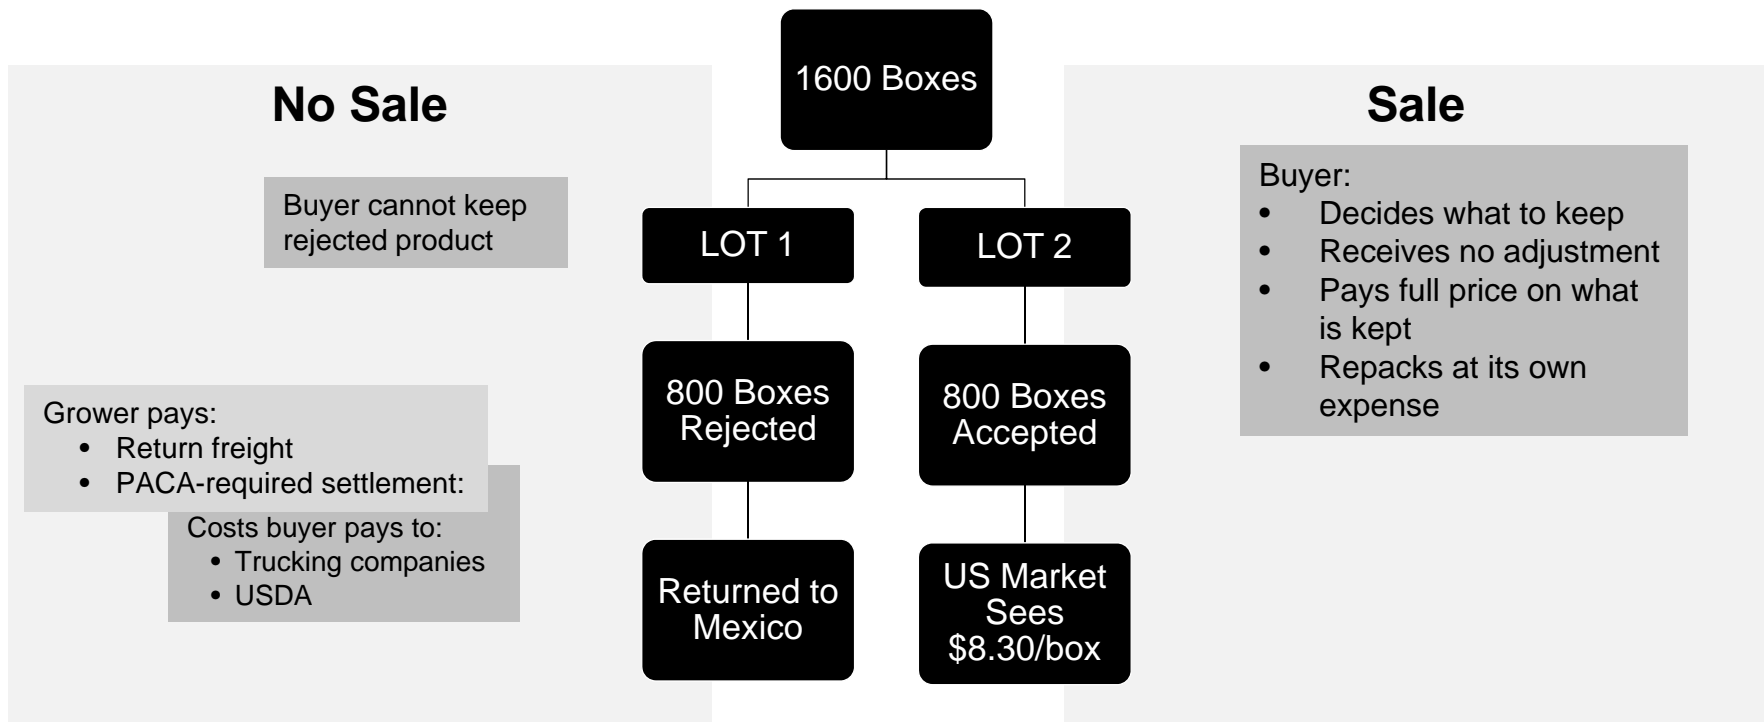 1600 Boxes
No Sale
Buyer cannot keep
rejected product
Grower pays:
• Return freight
• PACA-required settlement:
Costs buyer pays to:
• Trucking companies
• USDA
LOT 1
800 Boxes
Rejected
Returned to
Mexico
LOT 2
800 Boxes
Accepted
US Market
Sees
$8.30/box
Sale
Buyer:
• Decides what to keep
• Receives no adjustment
• Pays full price on what
is kept
• Repacks at its own
expense